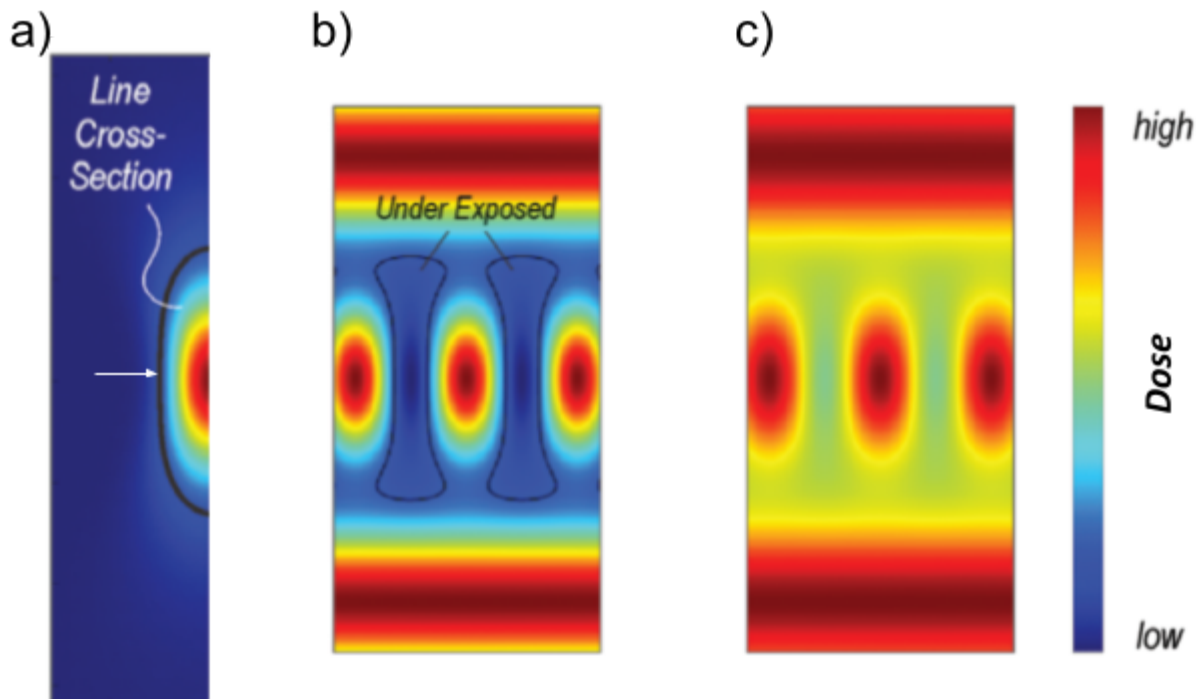 a)
Line
Cross-
Section
b)
Under Exposed
c)
high
Dose
low